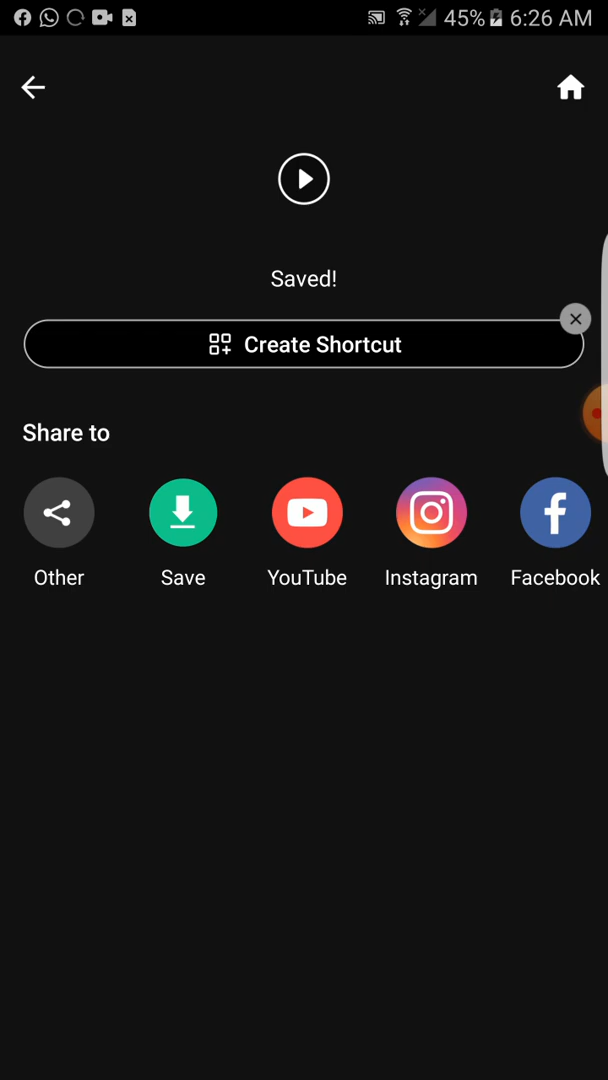 45% 6:26 AM
Saved!
Create Shortcut
Share to
Other Save YouTube Instagram Facebook